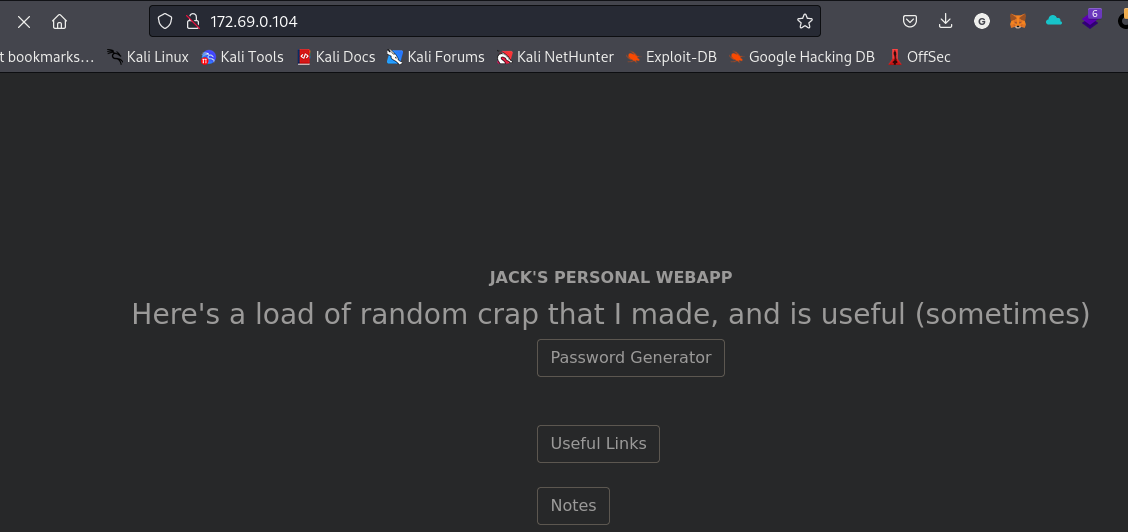 172.69.0.104
G
6
t bookmarks…
Kali Linux
Kali Tools
Kali Docs
Kali Forums
Kali NetHunter
Exploit-DB
Google Hacking DB
OffSec
JACK'S PERSONAL WEBAPP
Here's a load of random crap that I made, and is useful (sometimes)
Password Generator
Useful Links
Notes